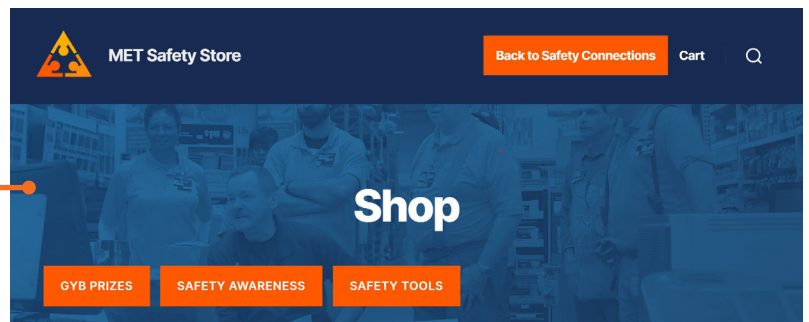 MET Safety Store
Back to Safety Connections
Cart
Shop
GYB PRIZES
SAFETY AWARENESS
SAFETY TOOLS